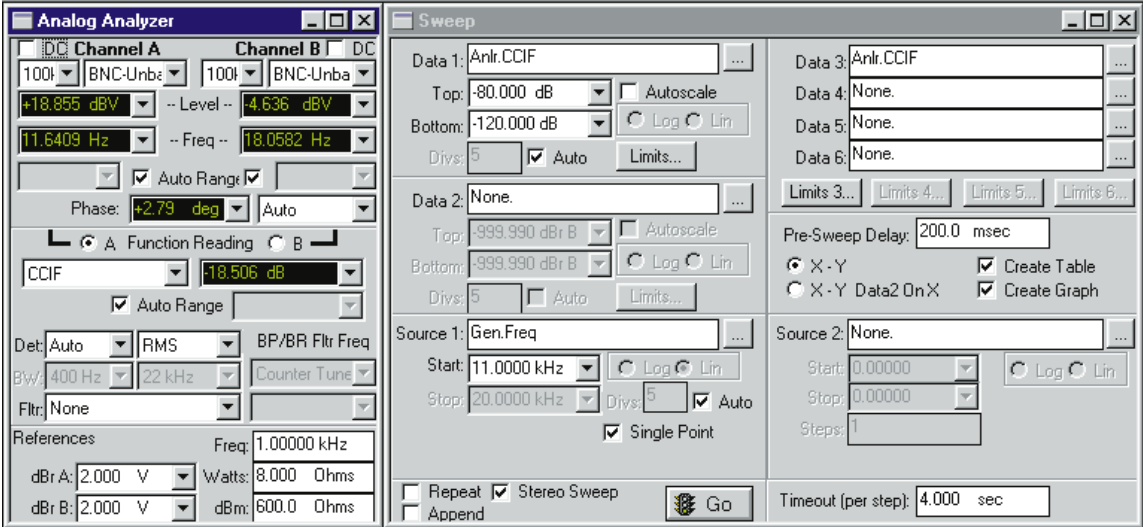 Analog Analyzer
DC Channel A Channel B DC
BNC-Unba BNC-Unba
+18.855 dBV -- Level -- -4.636 dBV
11.6409 Hz -- Freq -- 18.0582 Hz
Auto Range
Phase: +2.79 deg Auto
A Function Reading B
CCIF -18.506 dB
Auto Range
Det: Auto RMS BP/BR Fltr Freq
BW: 400 Hz 22 kHz Counter Tune
Fltr: None
References Freq: 1.00000 kHz
dBr A: 2.000 V Watts: 8.000 Ohms
dBr B: 2.000 V dBm: 600.0 Ohms
Sweep
Data 1: Anlr.CCIF ...
Top: -80.000 dB Autoscale
Bottom: -120.000 dB Log Lin
Divs: 5 Auto Limits...
Data 2: None. ...
Top: -999.990 dBr B Autoscale
Bottom: -999.990 dBr B Log Lin
Divs: 5 Auto Limits...
Source 1: Gen.Freq ...
Start: 11.0000 kHz Log Lin
Stop: 20.0000 kHz Divs: 5 Auto
Single Point
Repeat Stereo Sweep Go
Append
Data 3: Anlr.CCIF ...
Data 4: None. ...
Data 5: None. ...
Data 6: None. ...
Limits 3... Limits 4... Limits 5... Limits 6...
Pre-Sweep Delay: 200.0 msec
X - Y Create Table
X - Y Data2 On X Create Graph
Source 2: None. ...
Start: 0.00000 Log Lin
Stop: 0.00000
Steps: 1
Timeout (per step): 4.000 sec